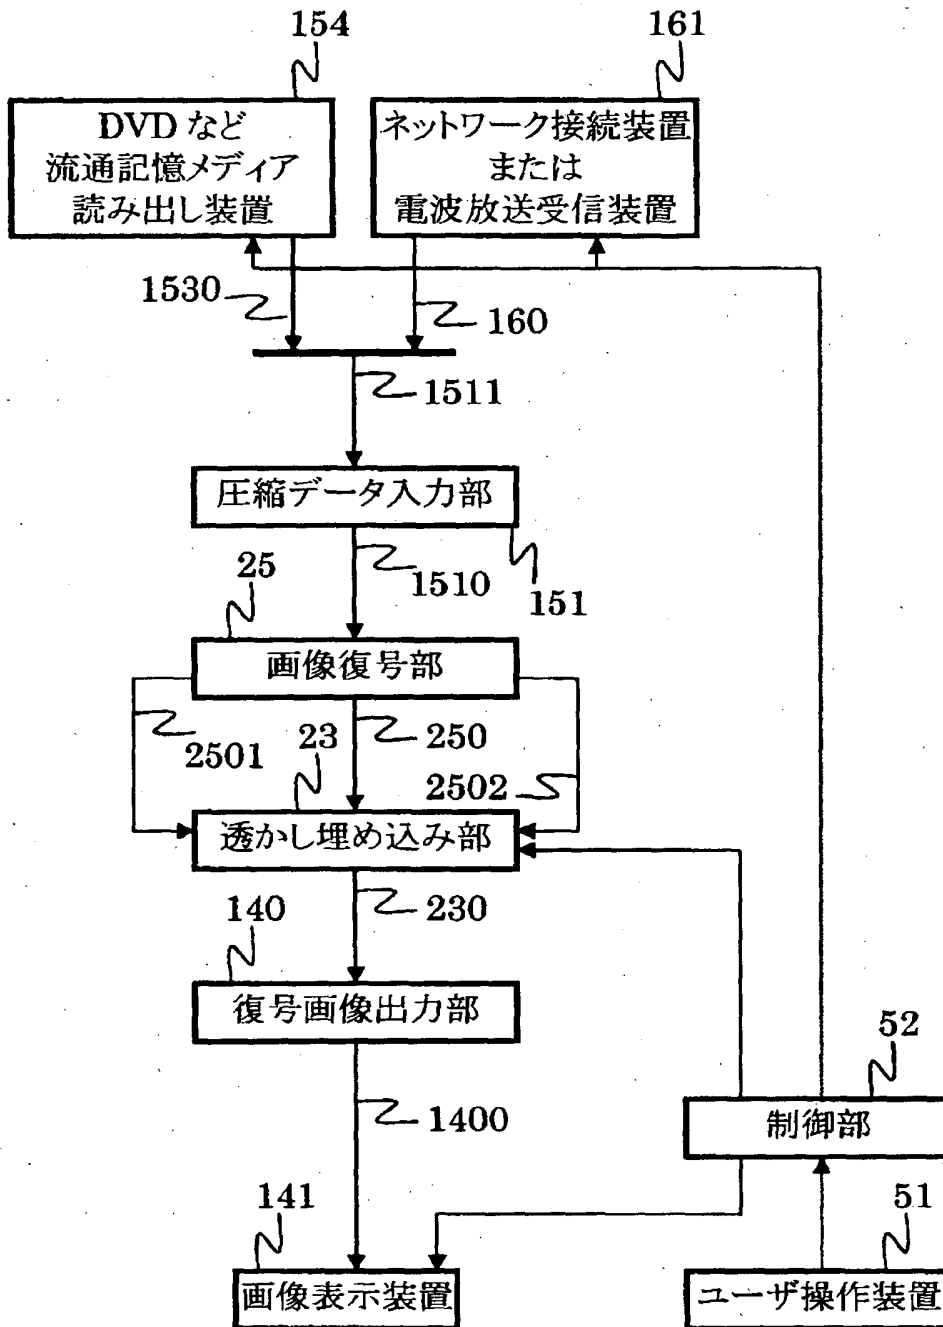 154
161
DVDなど
流通記憶メディア
読み出し装置
ネットワーク接続装置
または
電波放送受信装置
1530
160
1511
圧縮データ入力部
1510
151
25
画像復号部
2501
250
23
2502
透かし埋め込み部
230
140
復号画像出力部
52
1400
制御部
141
51
画像表示装置
ユーザ操作装置